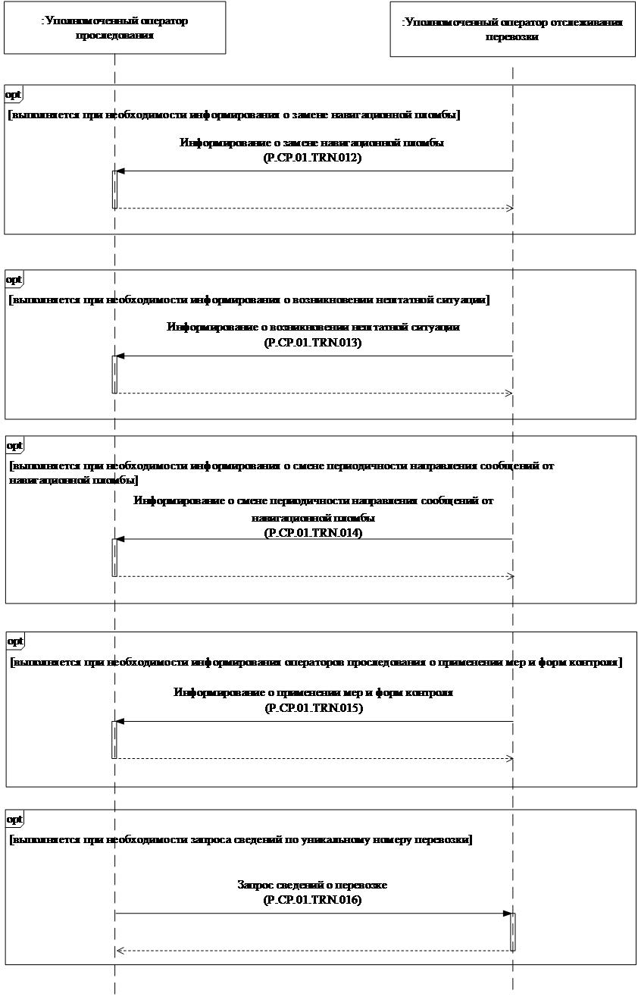 :Уполномоченный оператор
проследования
:Уполномоченный оператор отслеживания
перевозки
opt
[выполняется при необходимости информирования о замене навигационной пломбы]
Информирование о замене навигационной пломбы
(P.CP.01.TRN.012)
opt
[выполняется при необходимости информирования о возникновении нештатной ситуации]
Информирование о возникновении нештатной ситуации
(P.CP.01.TRN.013)
opt
[выполняется при необходимости информирования о смене периодичности направления сообщений от
навигационной пломбы]
Информирование о смене периодичности направления сообщений от
навигационной пломбы
(P.CP.01.TRN.014)
opt
[выполняется при необходимости информирования операторов проследования о применении мер и форм контроля]
Информирование о применении мер и форм контроля
(P.CP.01.TRN.015)
opt
[выполняется при необходимости запроса сведений по уникальному номеру перевозки]
Запрос сведений о перевозке
(P.CP.01.TRN.016)